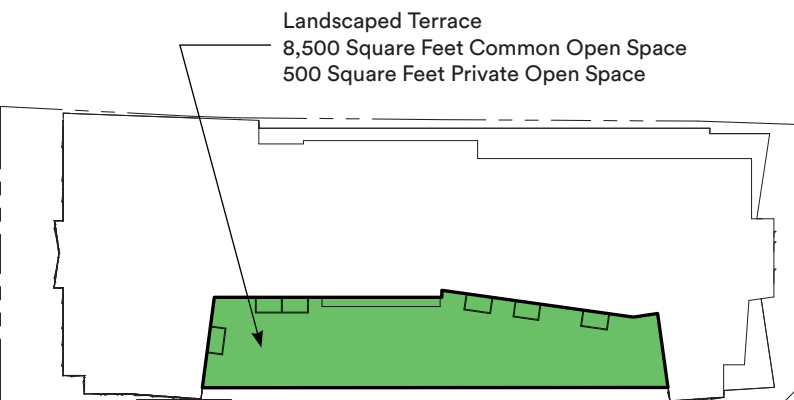 Landscaped Terrace
8,500 Square Feet Common Open Space
500 Square Feet Private Open Space